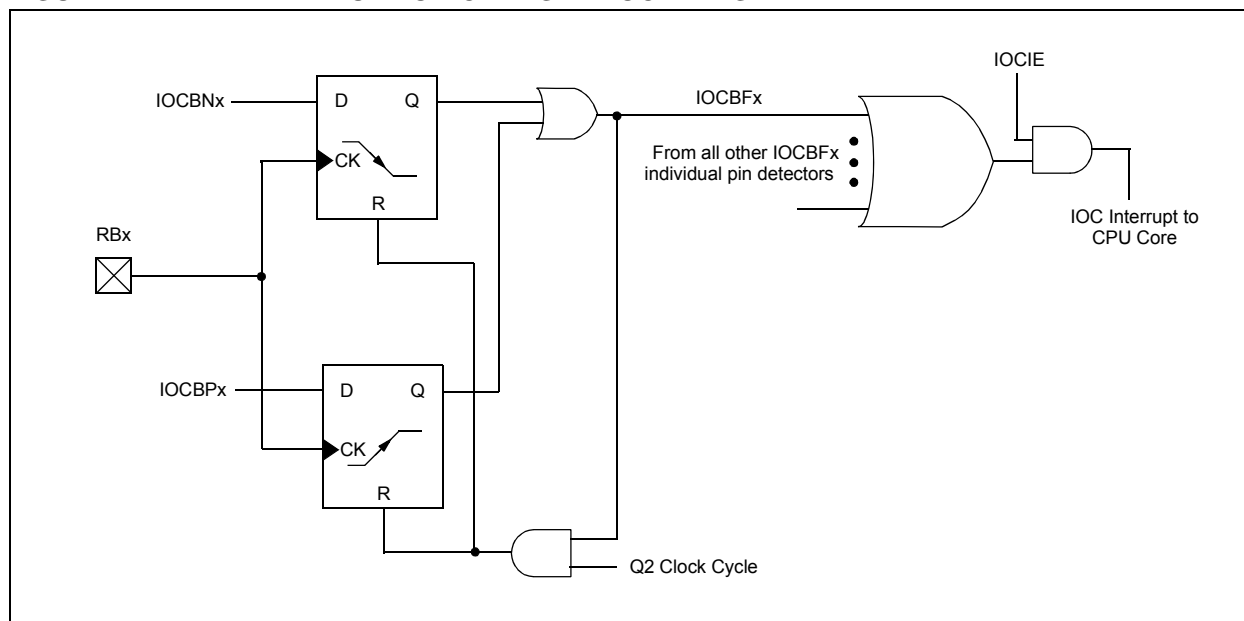 IOCIE
IOCBNx
D
Q
IOCBFx
CK
From all other IOCBFx
individual pin detectors
R
IOC Interrupt to
CPU Core
RBx
IOCBPx
D
Q
CK
R
Q2 Clock Cycle